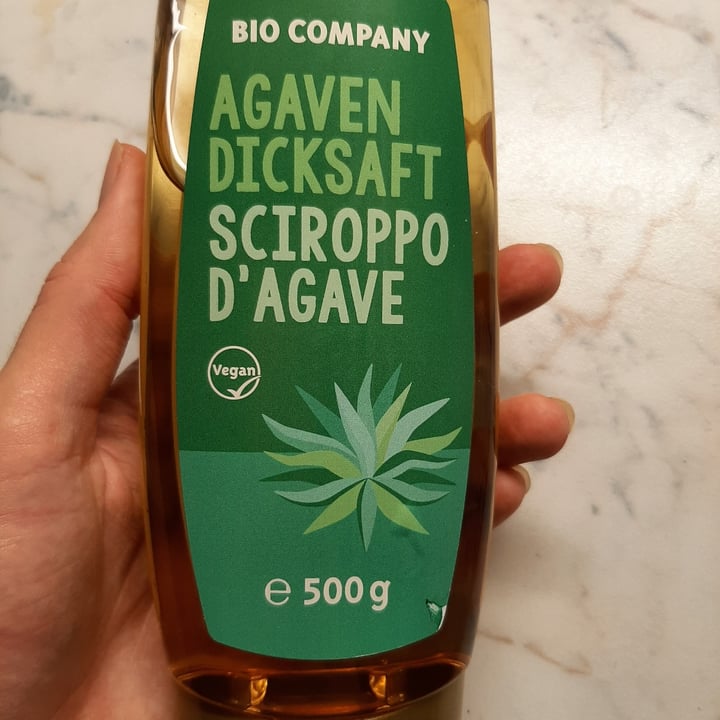 BIO COMPANY
AGAVEN
DICKSAFT
SCIROPPO
D'AGAVE
Vegan
℮ 500g